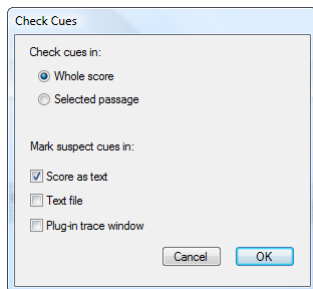 Check Cues
Check cues in:
Whole score
Selected passage
Mark suspect cues in:
Score as text
Text file
Plug-in trace window
Cancel OK